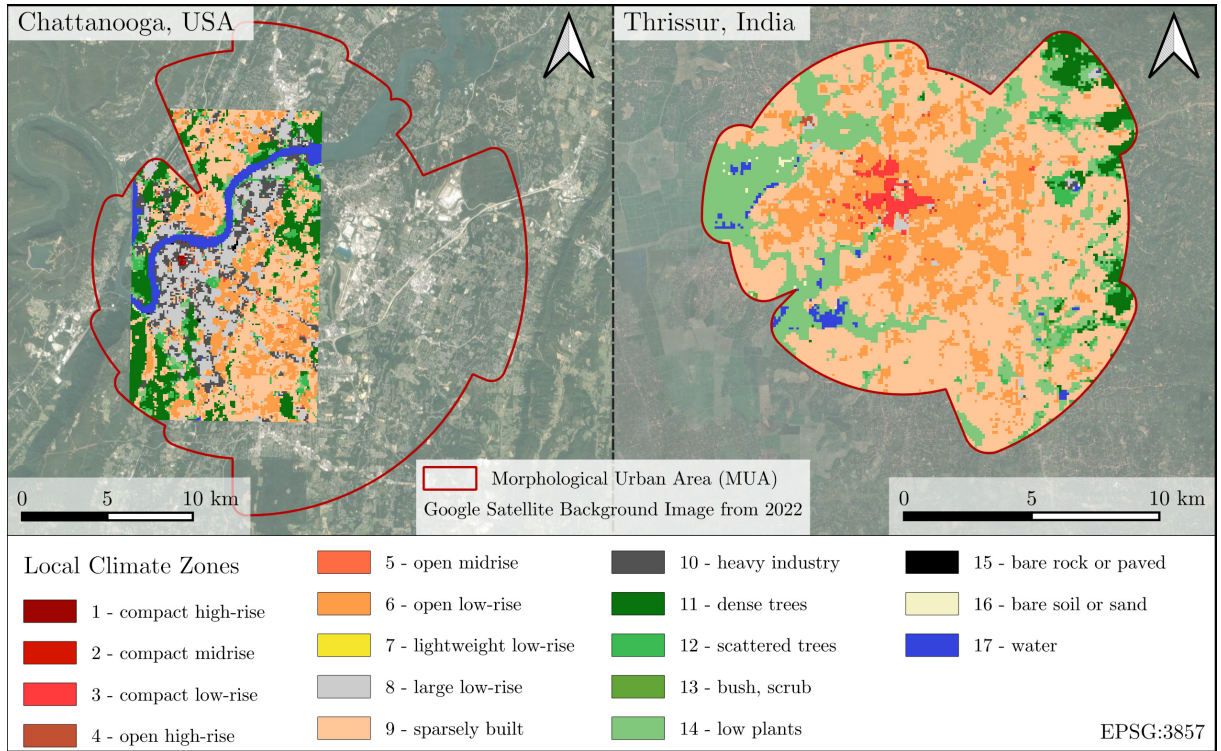 Chattanooga, USA
Thrissur, India
0 5 10 km
Morphological Urban Area (MUA)
Google Satellite Background Image from 2022
0 5 10 km
Local Climate Zones
1 - compact high-rise
2 - compact midrise
3 - compact low-rise
4 - open high-rise
5 - open midrise
6 - open low-rise
7 - lightweight low-rise
8 - large low-rise
9 - sparsely built
10 - heavy industry
11 - dense trees
12 - scattered trees
13 - bush, scrub
14 - low plants
15 - bare rock or paved
16 - bare soil or sand
17 - water
EPSG:3857